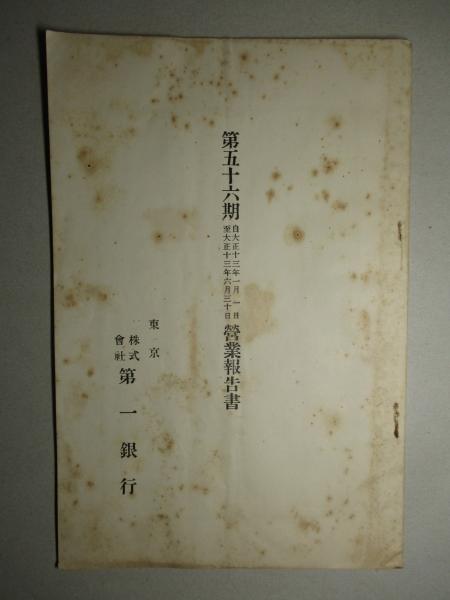 第五十六期
自大正十三年一月一日
至大正十三年六月三十日
營業報告書
東京
株式
會社
第一銀行